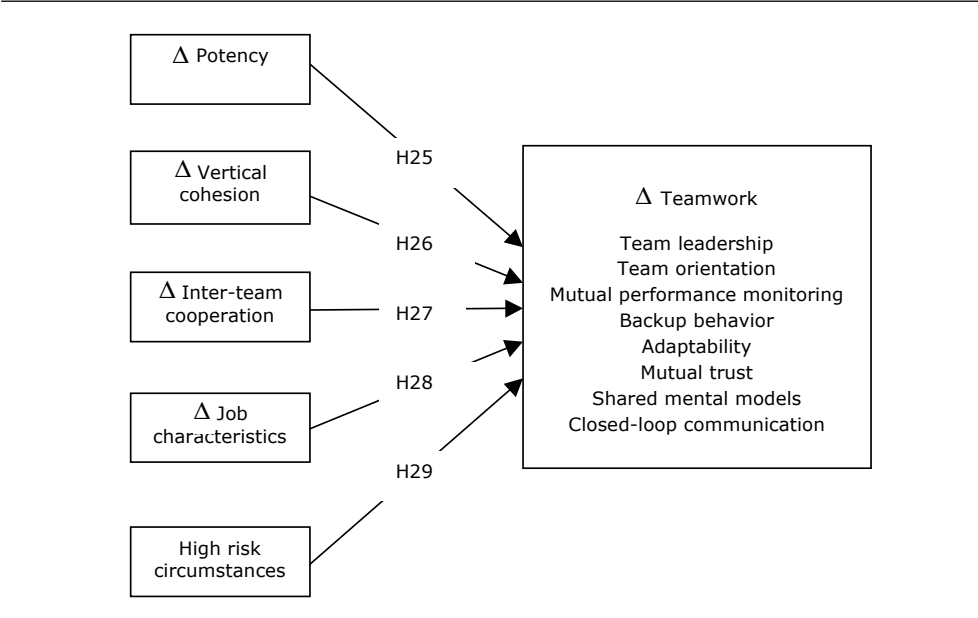 Δ Potency
H25
Δ Vertical
cohesion
H26
Δ Inter-team
cooperation
H27
Δ Job
characteristics
H28
High risk
circumstances
H29
Δ Teamwork
Team leadership
Team orientation
Mutual performance monitoring
Backup behavior
Adaptability
Mutual trust
Shared mental models
Closed-loop communication